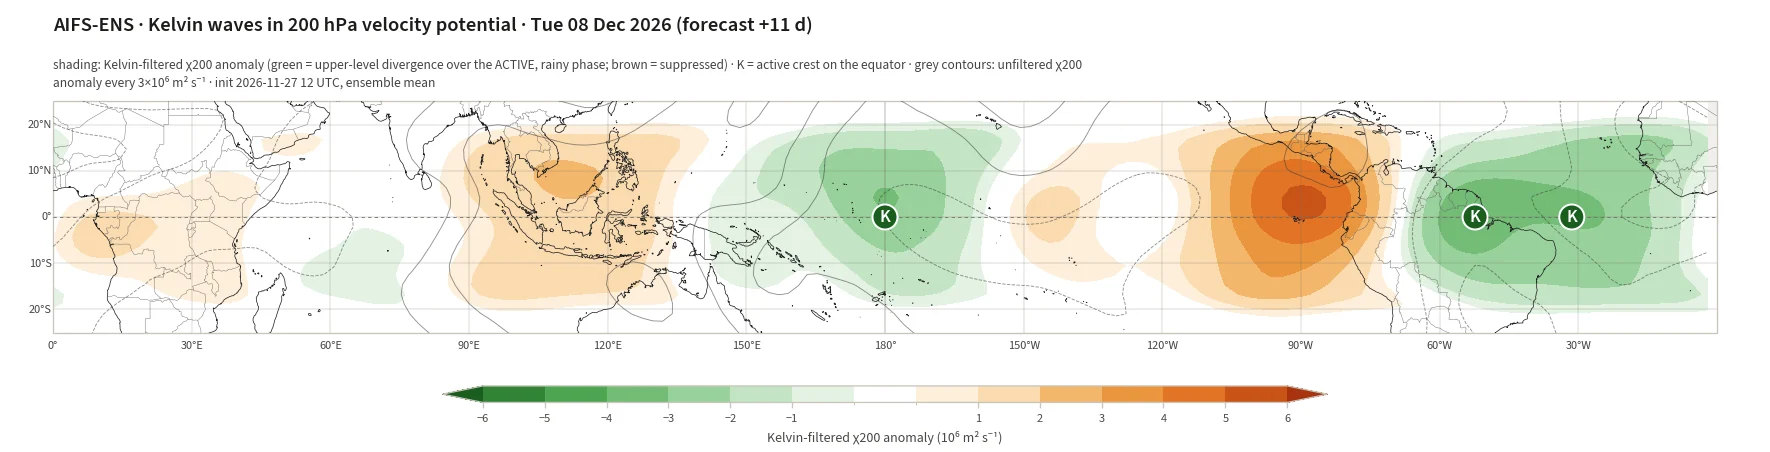 AIFS-ENS · Kelvin waves in 200 hPa velocity potential · Tue 08 Dec 2026 (forecast +11 d)
shading: Kelvin-filtered χ200 anomaly (green = upper-level divergence over the ACTIVE, rainy phase; brown = suppressed) · K = active crest on the equator · grey contours: unfiltered χ200
anomaly every 3×10⁶ m² s⁻¹ · init 2026-11-27 12 UTC, ensemble mean
20°N
10°N
0°
10°S
20°S
K
K
K
0°
30°E
60°E
90°E
120°E
150°E
180°
150°W
120°W
90°W
60°W
30°W
−6
−5
−4
−3
−2
−1
1
2
3
4
5
6
Kelvin-filtered χ200 anomaly (10⁶ m² s⁻¹)